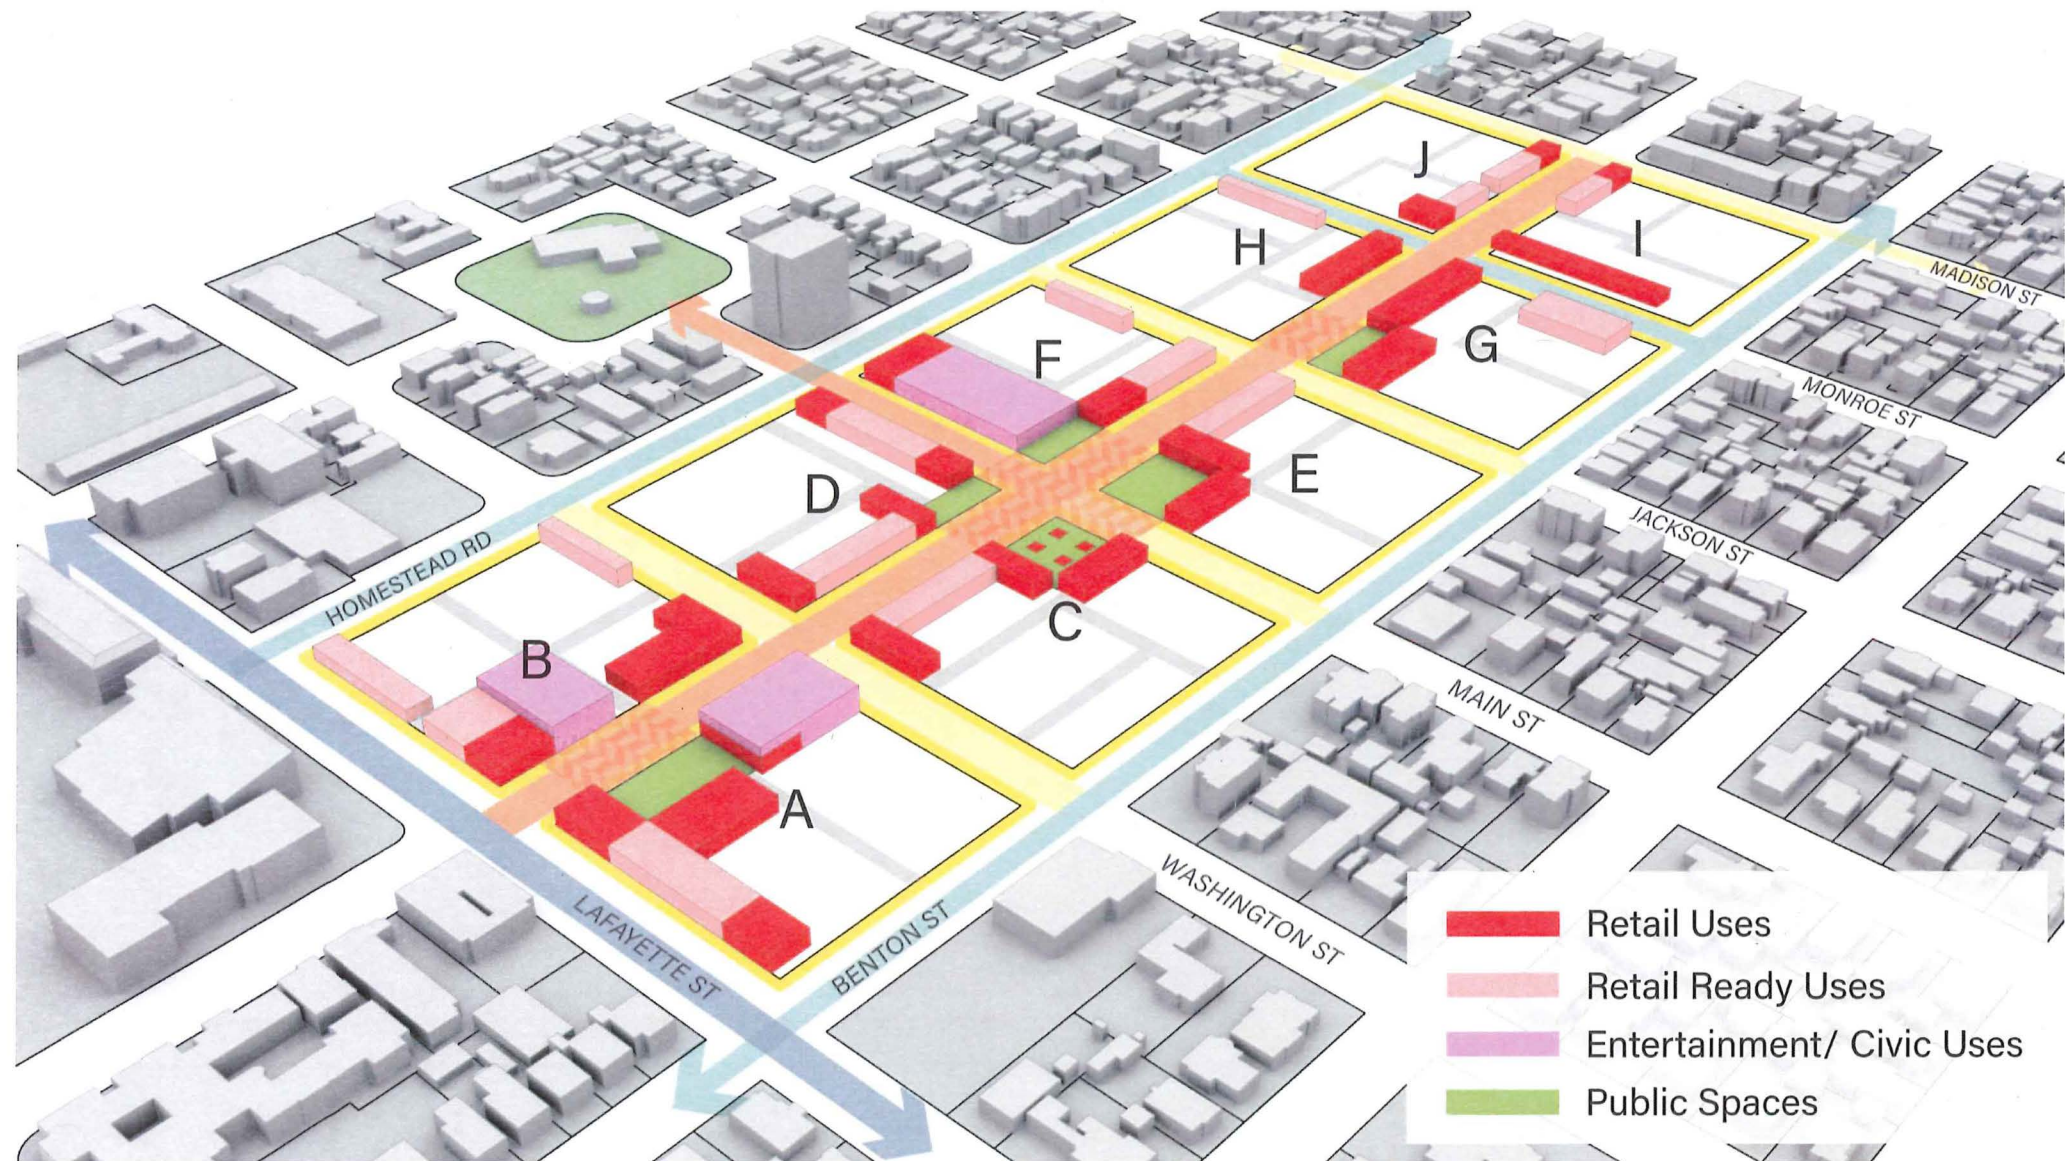 J
H
I
MADISON ST
F
G
MONROE ST
D
E
JACKSON ST
HOMESTEAD RD
C
B
MAIN ST
A
WASHINGTON ST
LAFAYETTE ST
BENTON ST
Retail Uses
Retail Ready Uses
Entertainment/ Civic Uses
Public Spaces